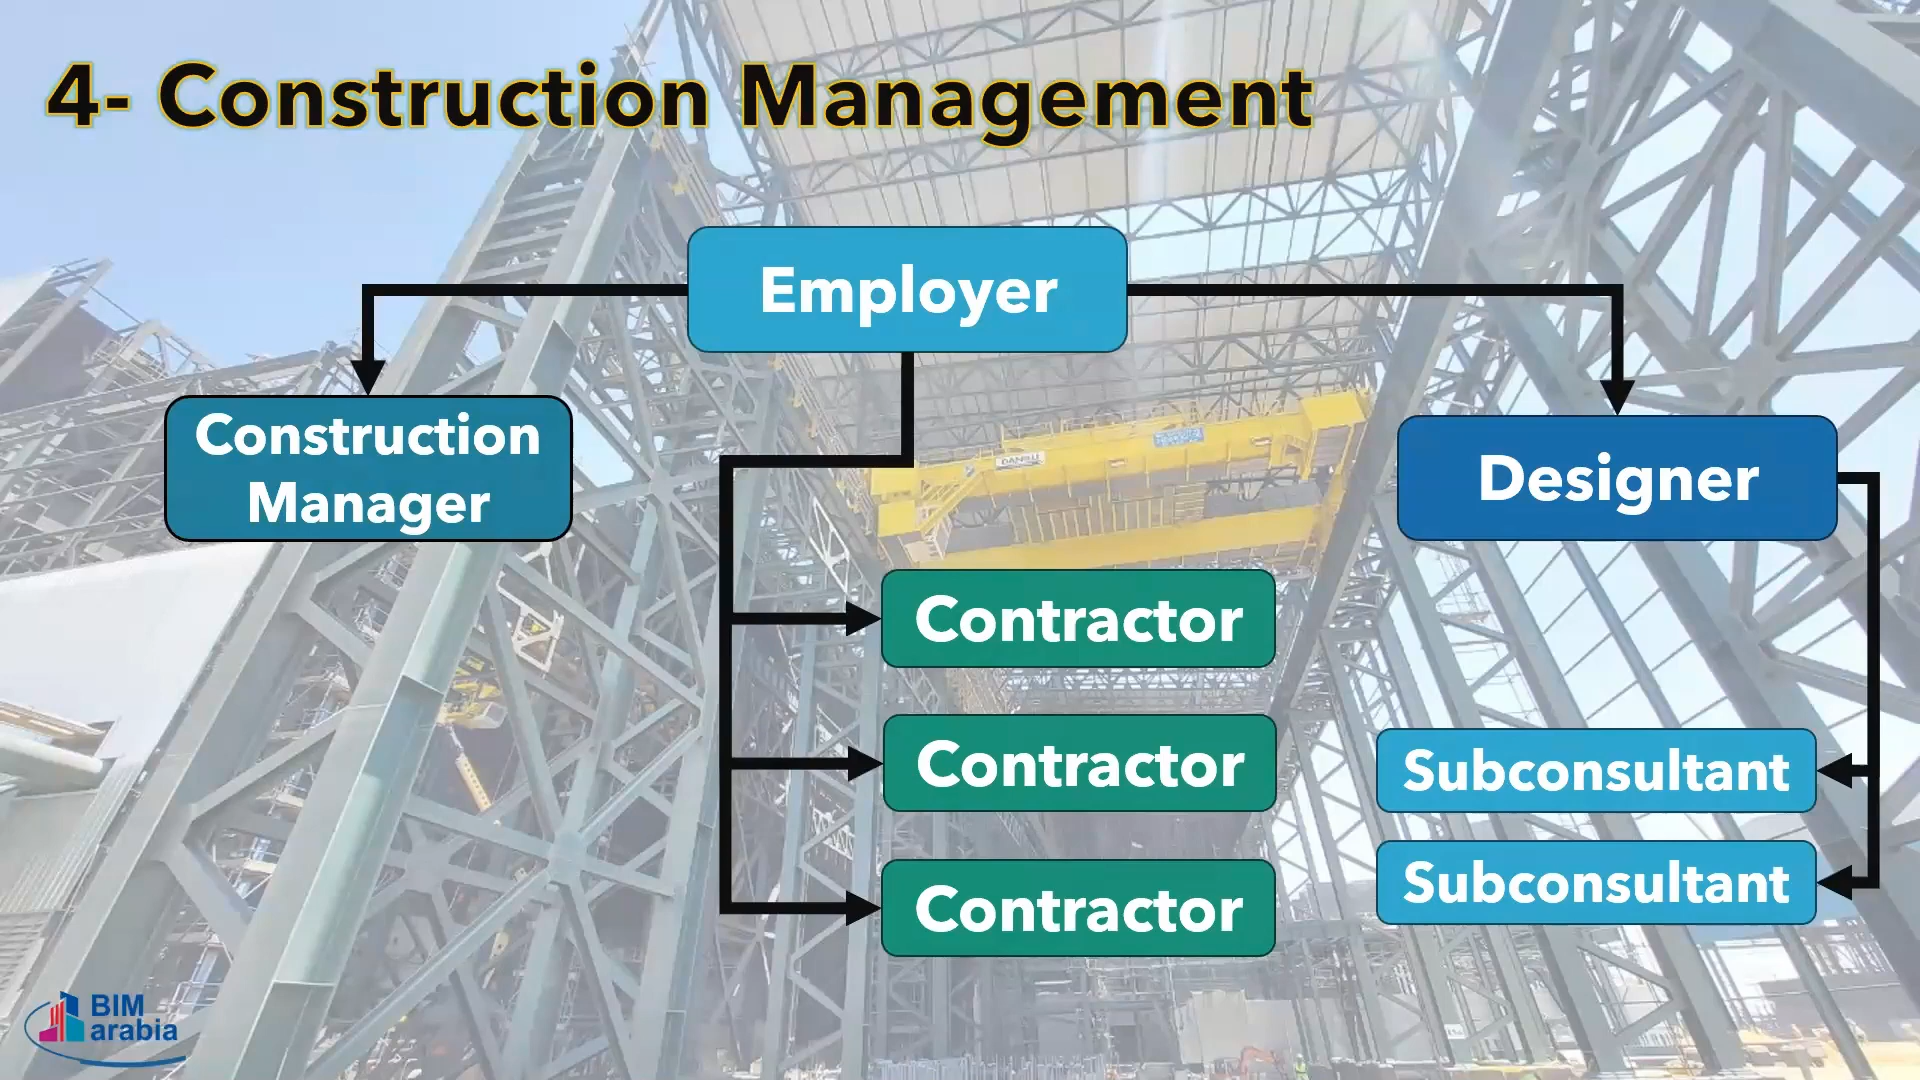 4- Construction Management
Employer
Construction
Manager
Designer
Contractor
Contractor
Contractor
Subconsultant
Subconsultant
BIM
arabia